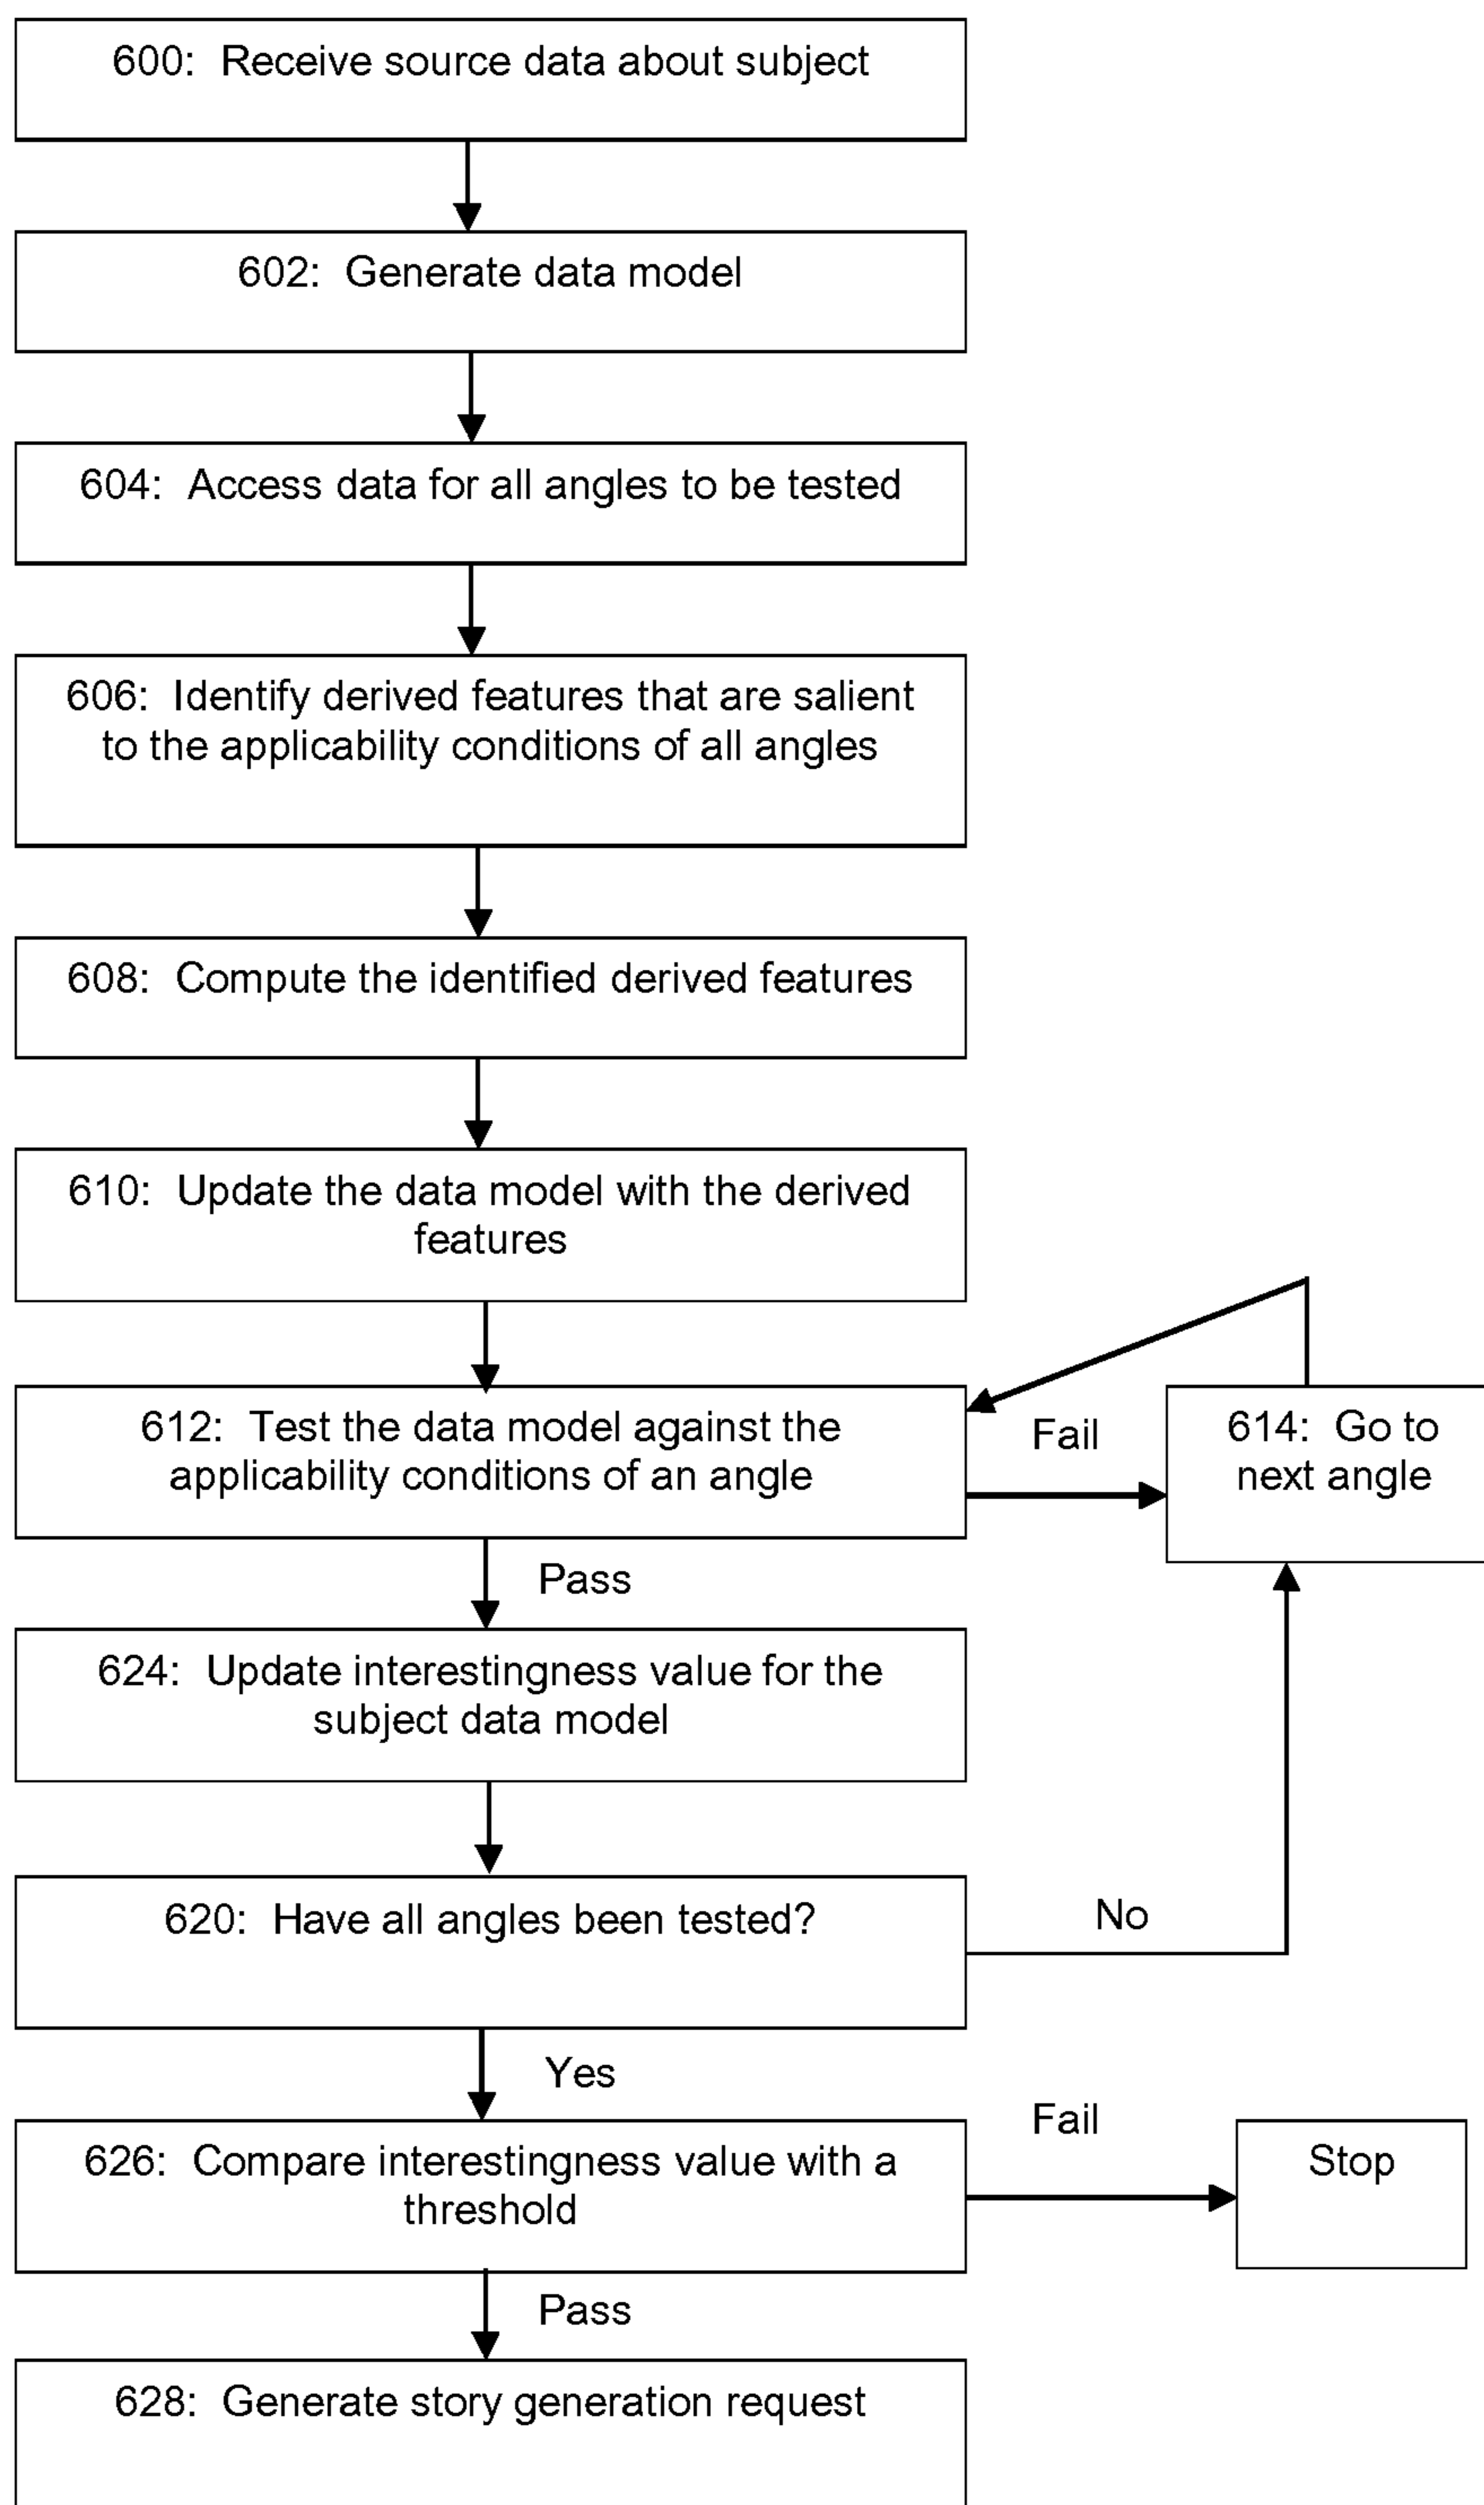 600: Receive source data about subject
602: Generate data model
604: Access data for all angles to be tested
606: Identify derived features that are salient
to the applicability conditions of all angles
608: Compute the identified derived features
610: Update the data model with the derived
features
612: Test the data model against the
applicability conditions of an angle
Fail
614: Go to
next angle
Pass
624: Update interestingness value for the
subject data model
620: Have all angles been tested?
No
Yes
626: Compare interestingness value with a
threshold
Fail
Stop
Pass
628: Generate story generation request